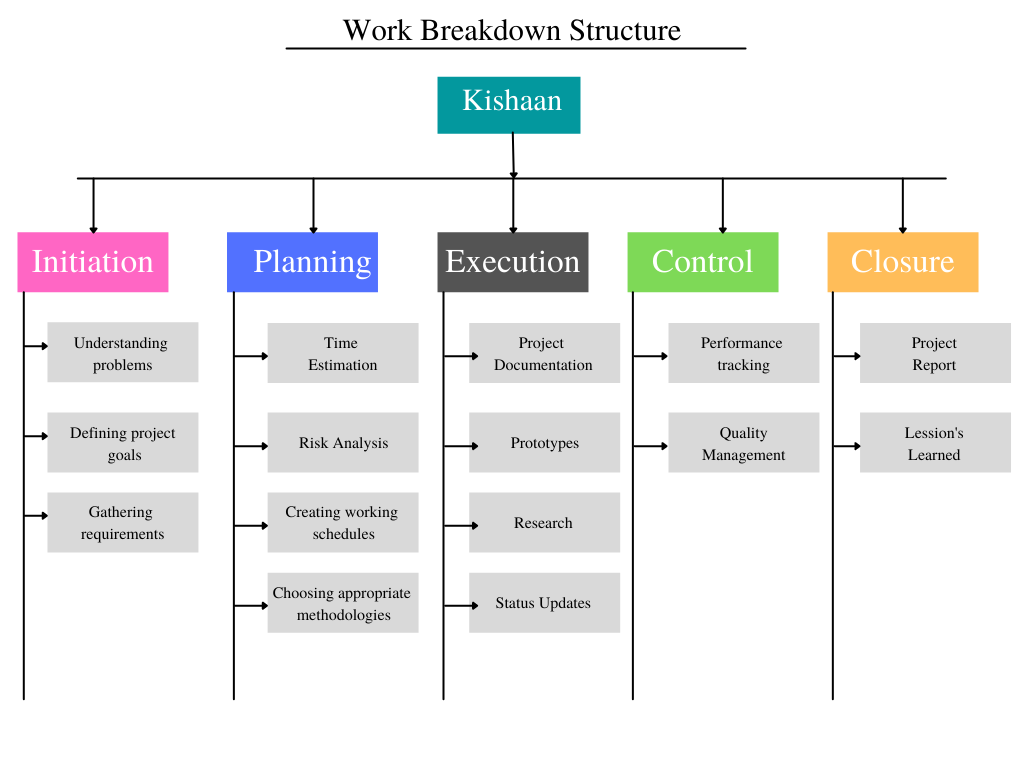 Work Breakdown Structure
Kishaan
Initiation
Planning
Execution
Control
Closure
Understanding
problems
Defining project
goals
Gathering
requirements
Time
Estimation
Risk Analysis
Creating working
schedules
Choosing appropriate
methodologies
Project
Documentation
Prototypes
Research
Status Updates
Performance
tracking
Quality
Management
Project
Report
Lession's
Learned